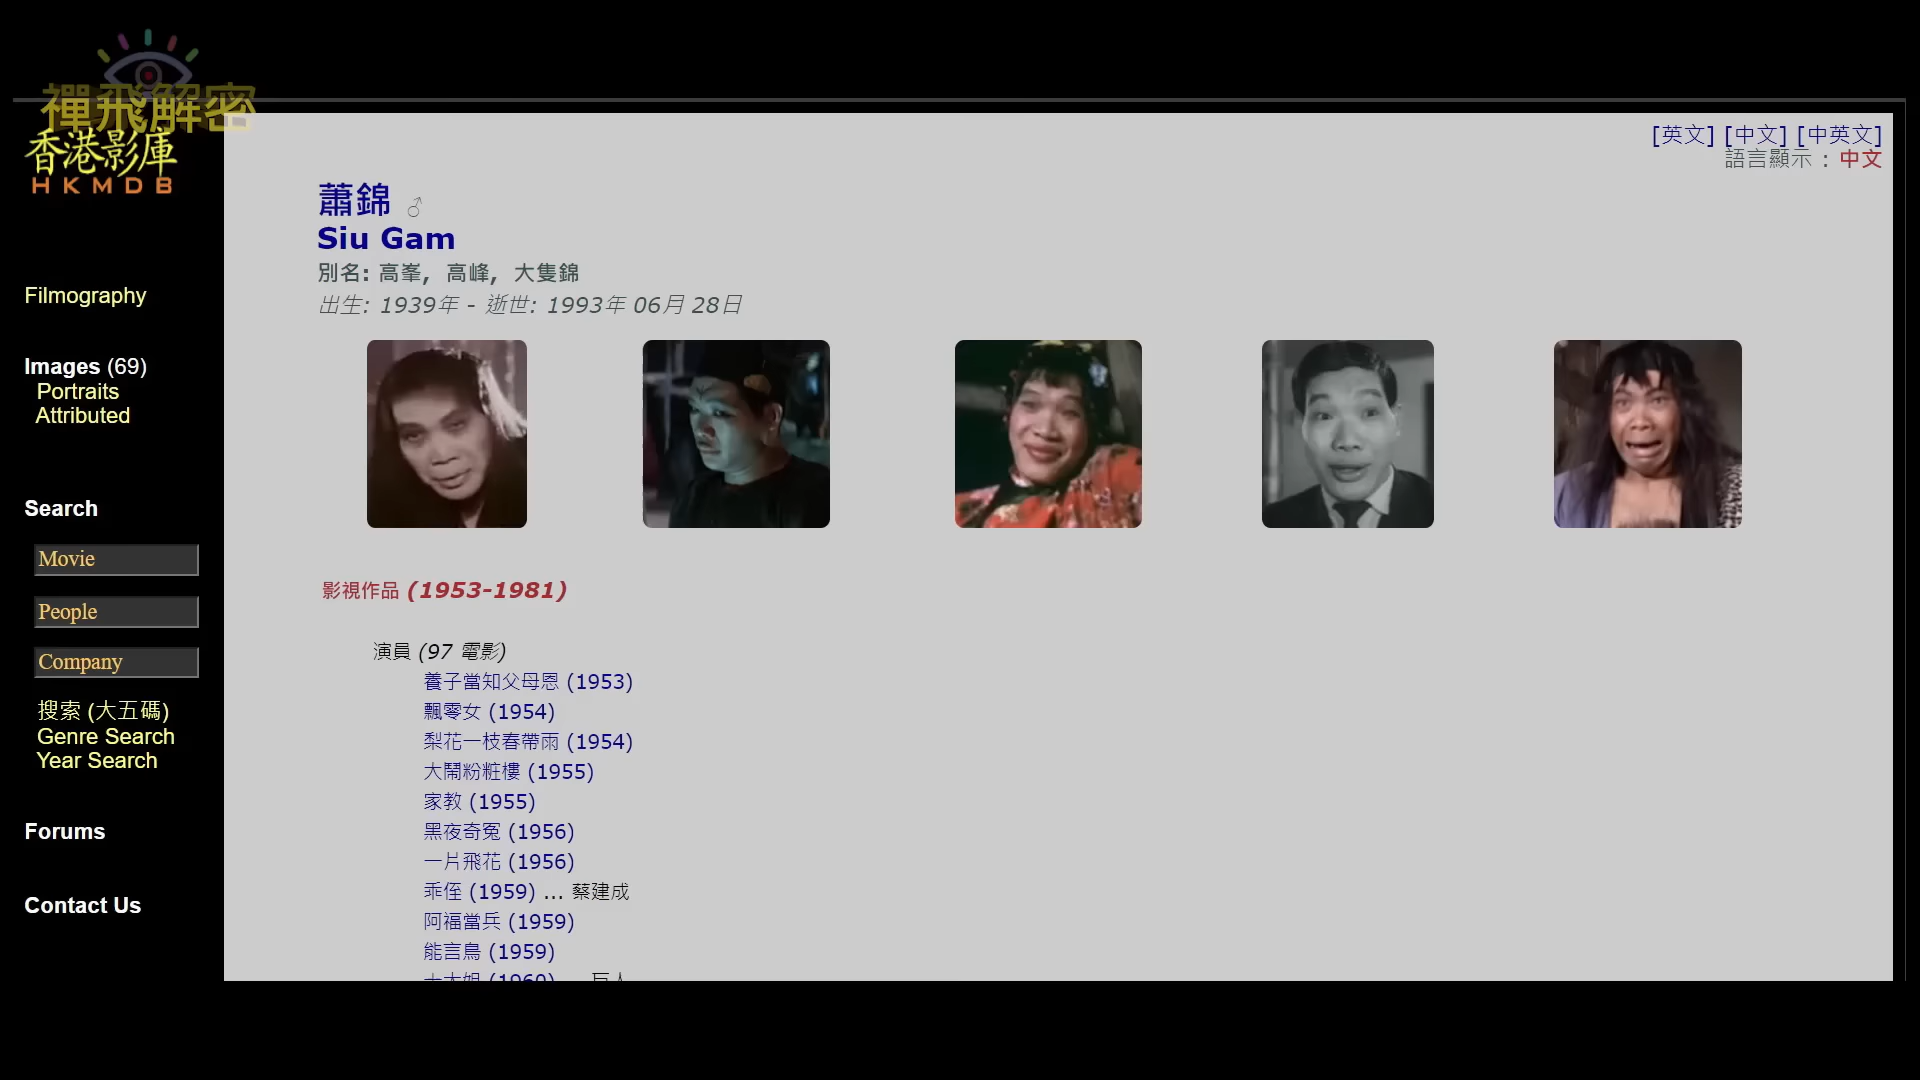 禪飛解密
香港影庫
HKMDB
Filmography
Images (69)
Portraits
Attributed
Search
Movie
People
Company
搜索 (大五碼)
Genre Search
Year Search
Forums
Contact Us
[英文] [中文] [中英文]
語言顯示 : 中文
蕭錦 ♂
Siu Gam
別名: 高峯, 高峰, 大隻錦
出生: 1939年 - 逝世: 1993年 06月 28日
影視作品 (1953-1981)
演員 (97 電影)
養子當知父母恩 (1953)
飄零女 (1954)
梨花一枝春帶雨 (1954)
大鬧粉粧樓 (1955)
家教 (1955)
黑夜奇冤 (1956)
一片飛花 (1956)
乖侄 (1959) ... 蔡建成
阿福當兵 (1959)
能言鳥 (1959)
(1960) ... 巨人